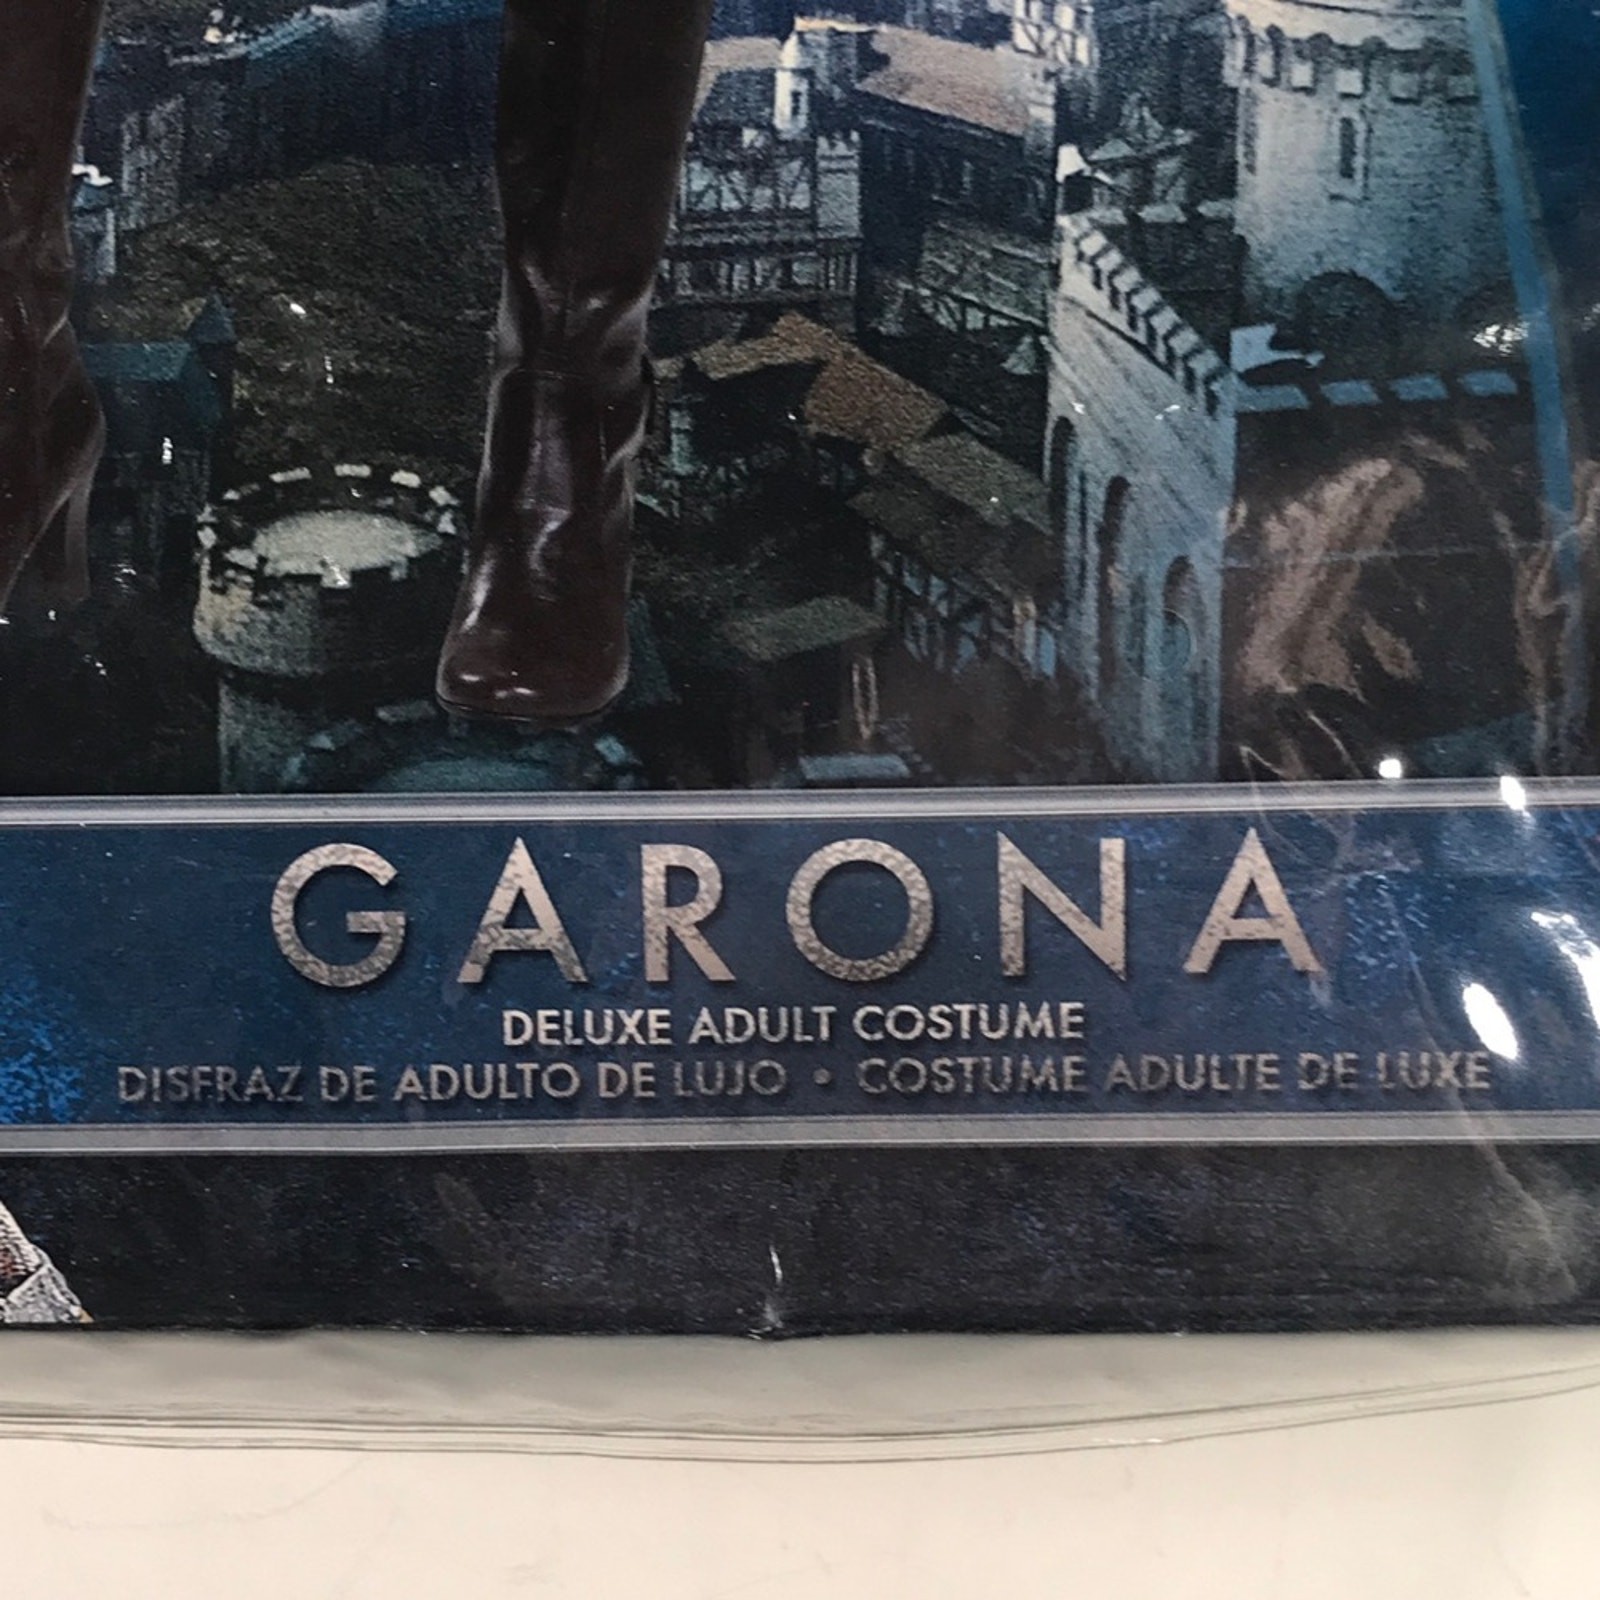 GARONA
DELUXE ADULT COSTUME
DISFRAZ DE ADULTO DE LUJO • COSTUME ADULTE DE LUXE